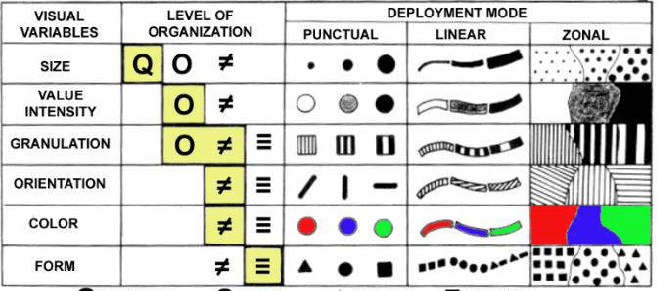 VISUAL VARIABLES
LEVEL OF ORGANIZATION
DEPLOYMENT MODE
PUNCTUAL LINEAR ZONAL
SIZE Q O ≠
VALUE INTENSITY O ≠
GRANULATION O ≠ ≡
ORIENTATION ≠ ≡
COLOR ≠ ≡
FORM ≠ ≡